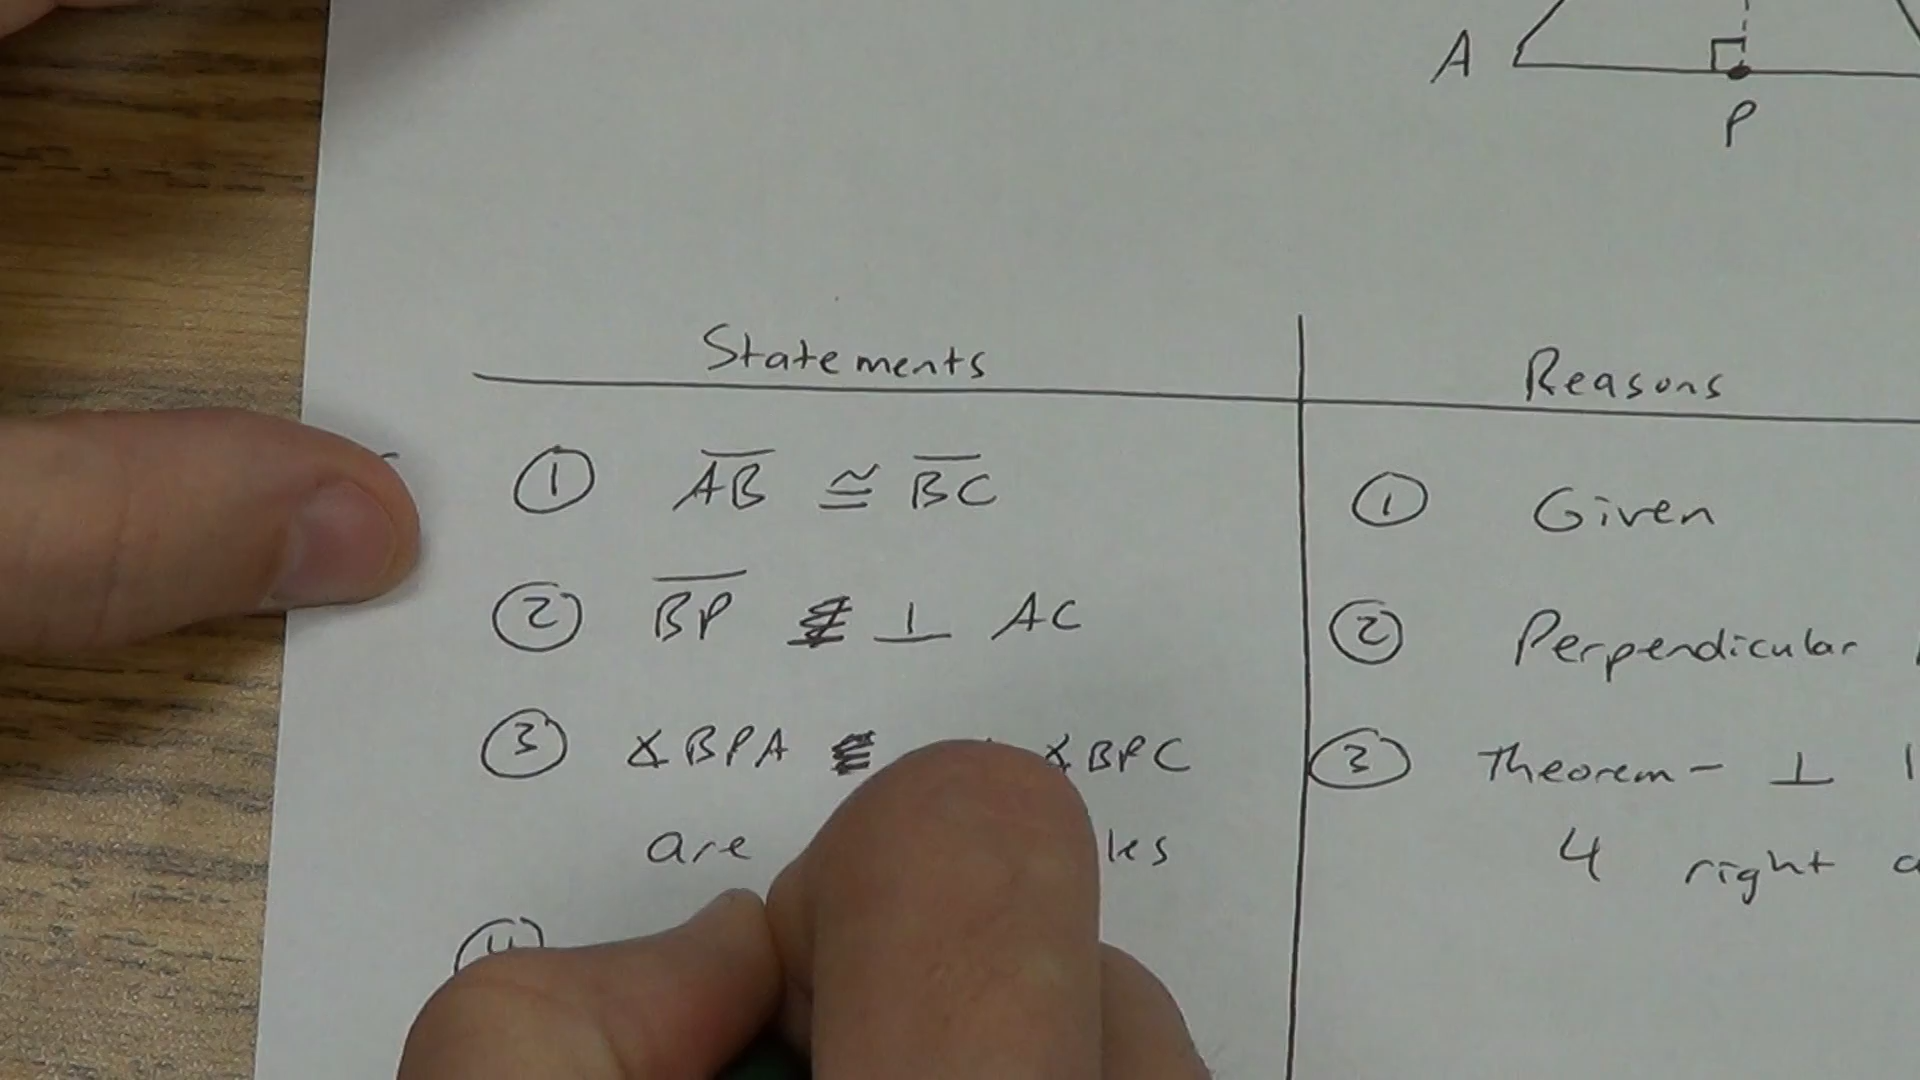 A
P
Statements
Reasons
① AB ≅ BC
① Given
② BP ⊥ AC
② Perpendicular
③ ∡BPA ∡BPC
③ Theorem - ⊥
are
4 right
④